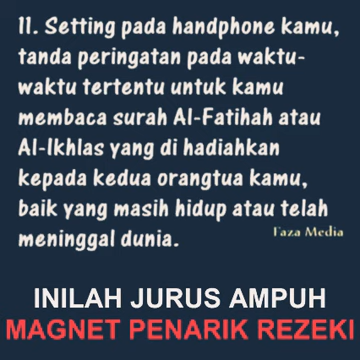 11. Setting pada handphone kamu,
tanda peringatan pada waktu-
waktu tertentu untuk kamu
membaca surah Al-Fatihah atau
Al-Ikhlas yang di hadiahkan
kepada kedua orangtua kamu,
baik yang masih hidup atau telah
meninggal dunia.
Faza Media
INILAH JURUS AMPUH
MAGNET PENARIK REZEKI